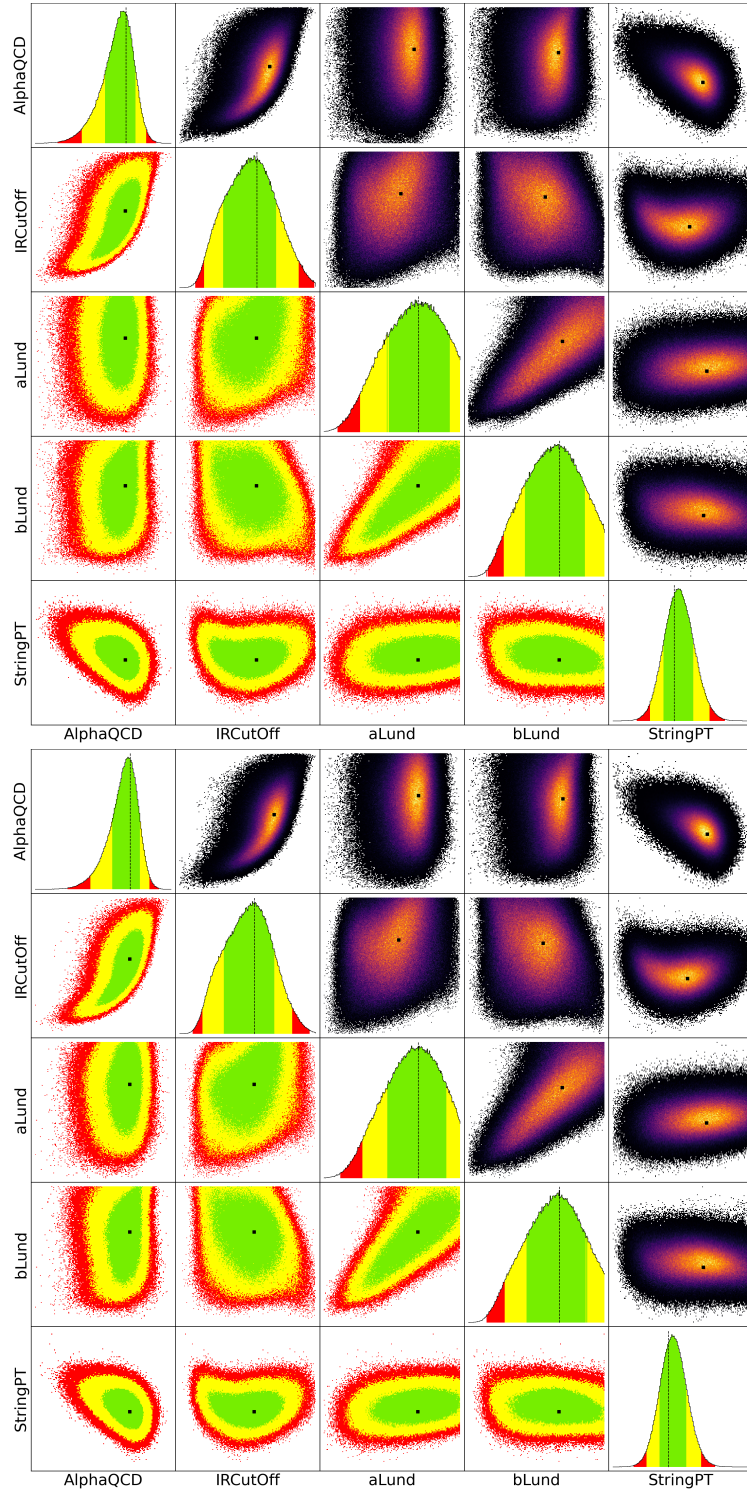 AlphaQCD
IRCutOff
aLund
bLund
StringPT
AlphaQCD IRCutOff aLund bLund StringPT
AlphaQCD
IRCutOff
aLund
bLund
StringPT
AlphaQCD IRCutOff aLund bLund StringPT